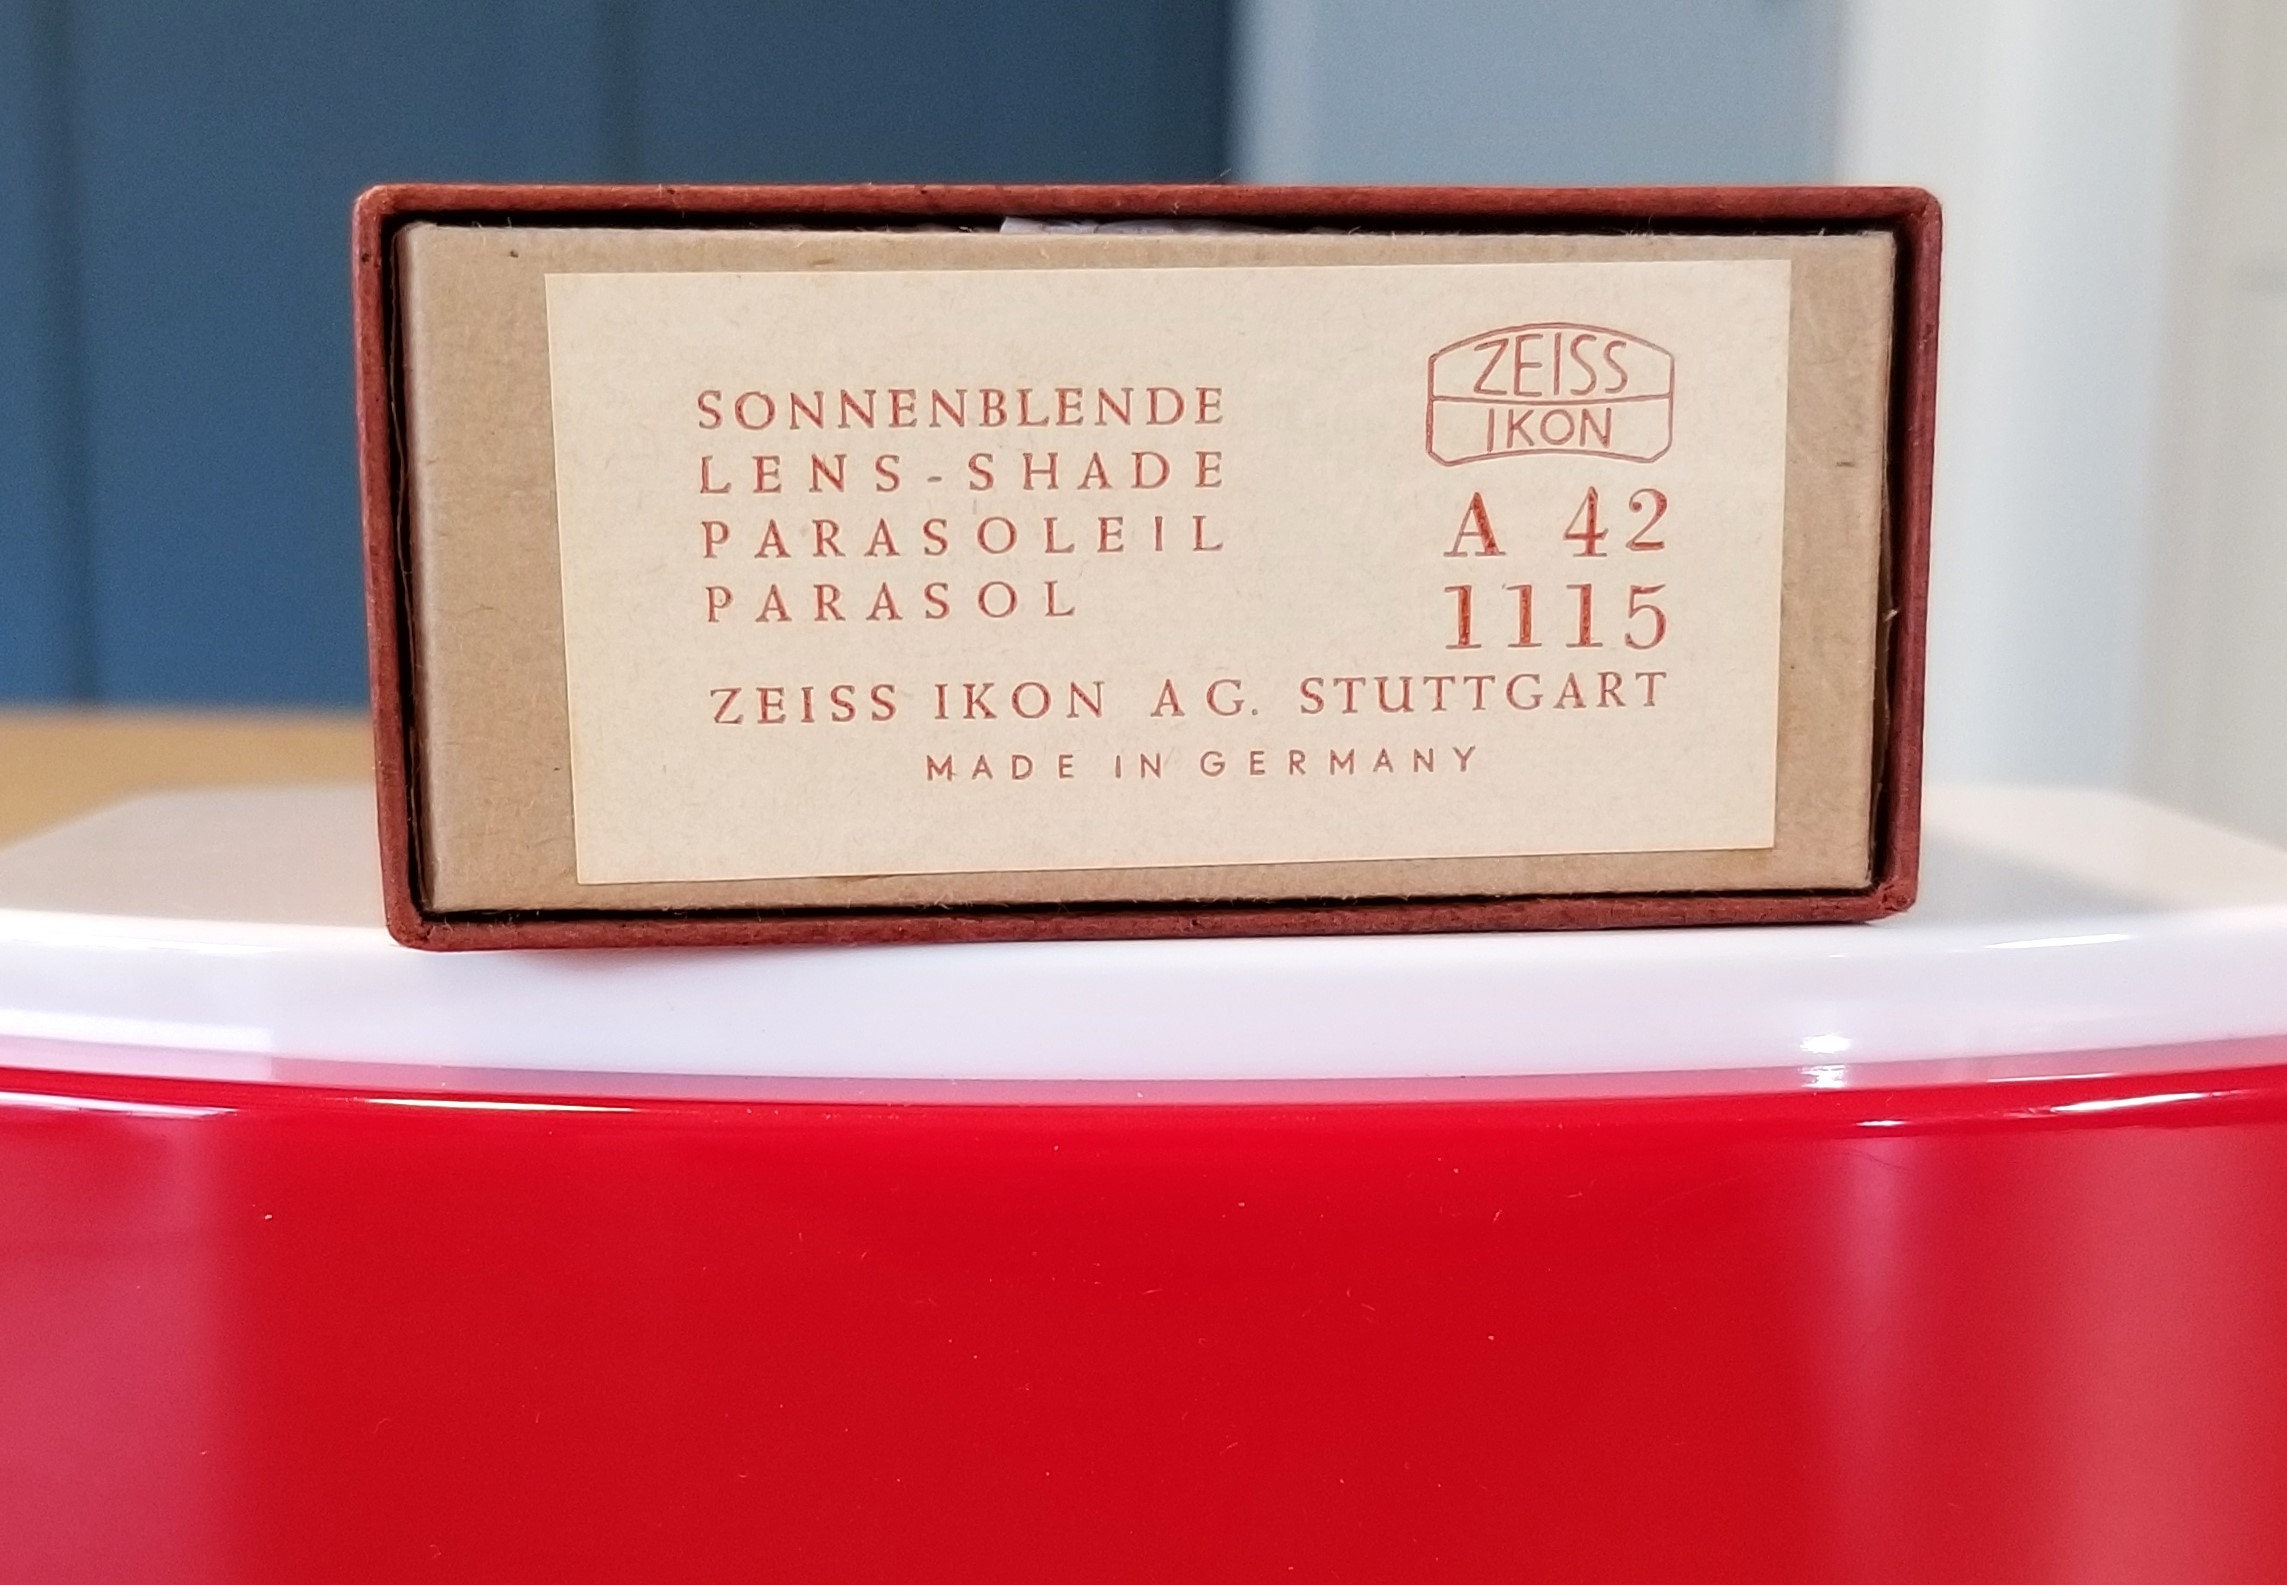 SONNENBLENDE
LENS-SHADE
PARASOLEIL
PARASOL
ZEISS
IKON
A 42
1115
ZEISS IKON AG. STUTTGART
MADE IN GERMANY